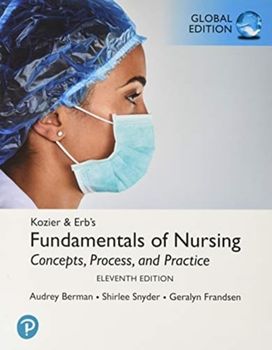 GLOBAL
EDITION
Kozier & Erb's
Fundamentals of Nursing
Concepts, Process, and Practice
ELEVENTH EDITION
Audrey Berman • Shirlee Snyder • Geralyn Frandsen
P